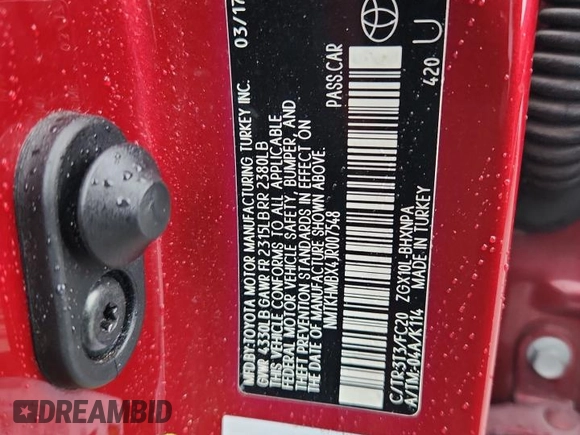 MFD.BY:TOYOTA MOTOR MANUFACTURING TURKEY INC. 03/17
GVWR 4330LB GAWR FR 2315LB RR 2380LB
THIS VEHICLE CONFORMS TO ALL APPLICABLE
FEDERAL MOTOR VEHICLE SAFETY, BUMPER, AND
THEFT PREVENTION STANDARDS IN EFFECT ON
THE DATE OF MANUFACTURE SHOWN ABOVE.
NMTKHMBX4JR007548 PASS.CAR
C/TR:3T3/FC20 ZGX10L-BHXNPA 420 U
A/TM:-04A/K114 MADE IN TURKEY
DREAMBID